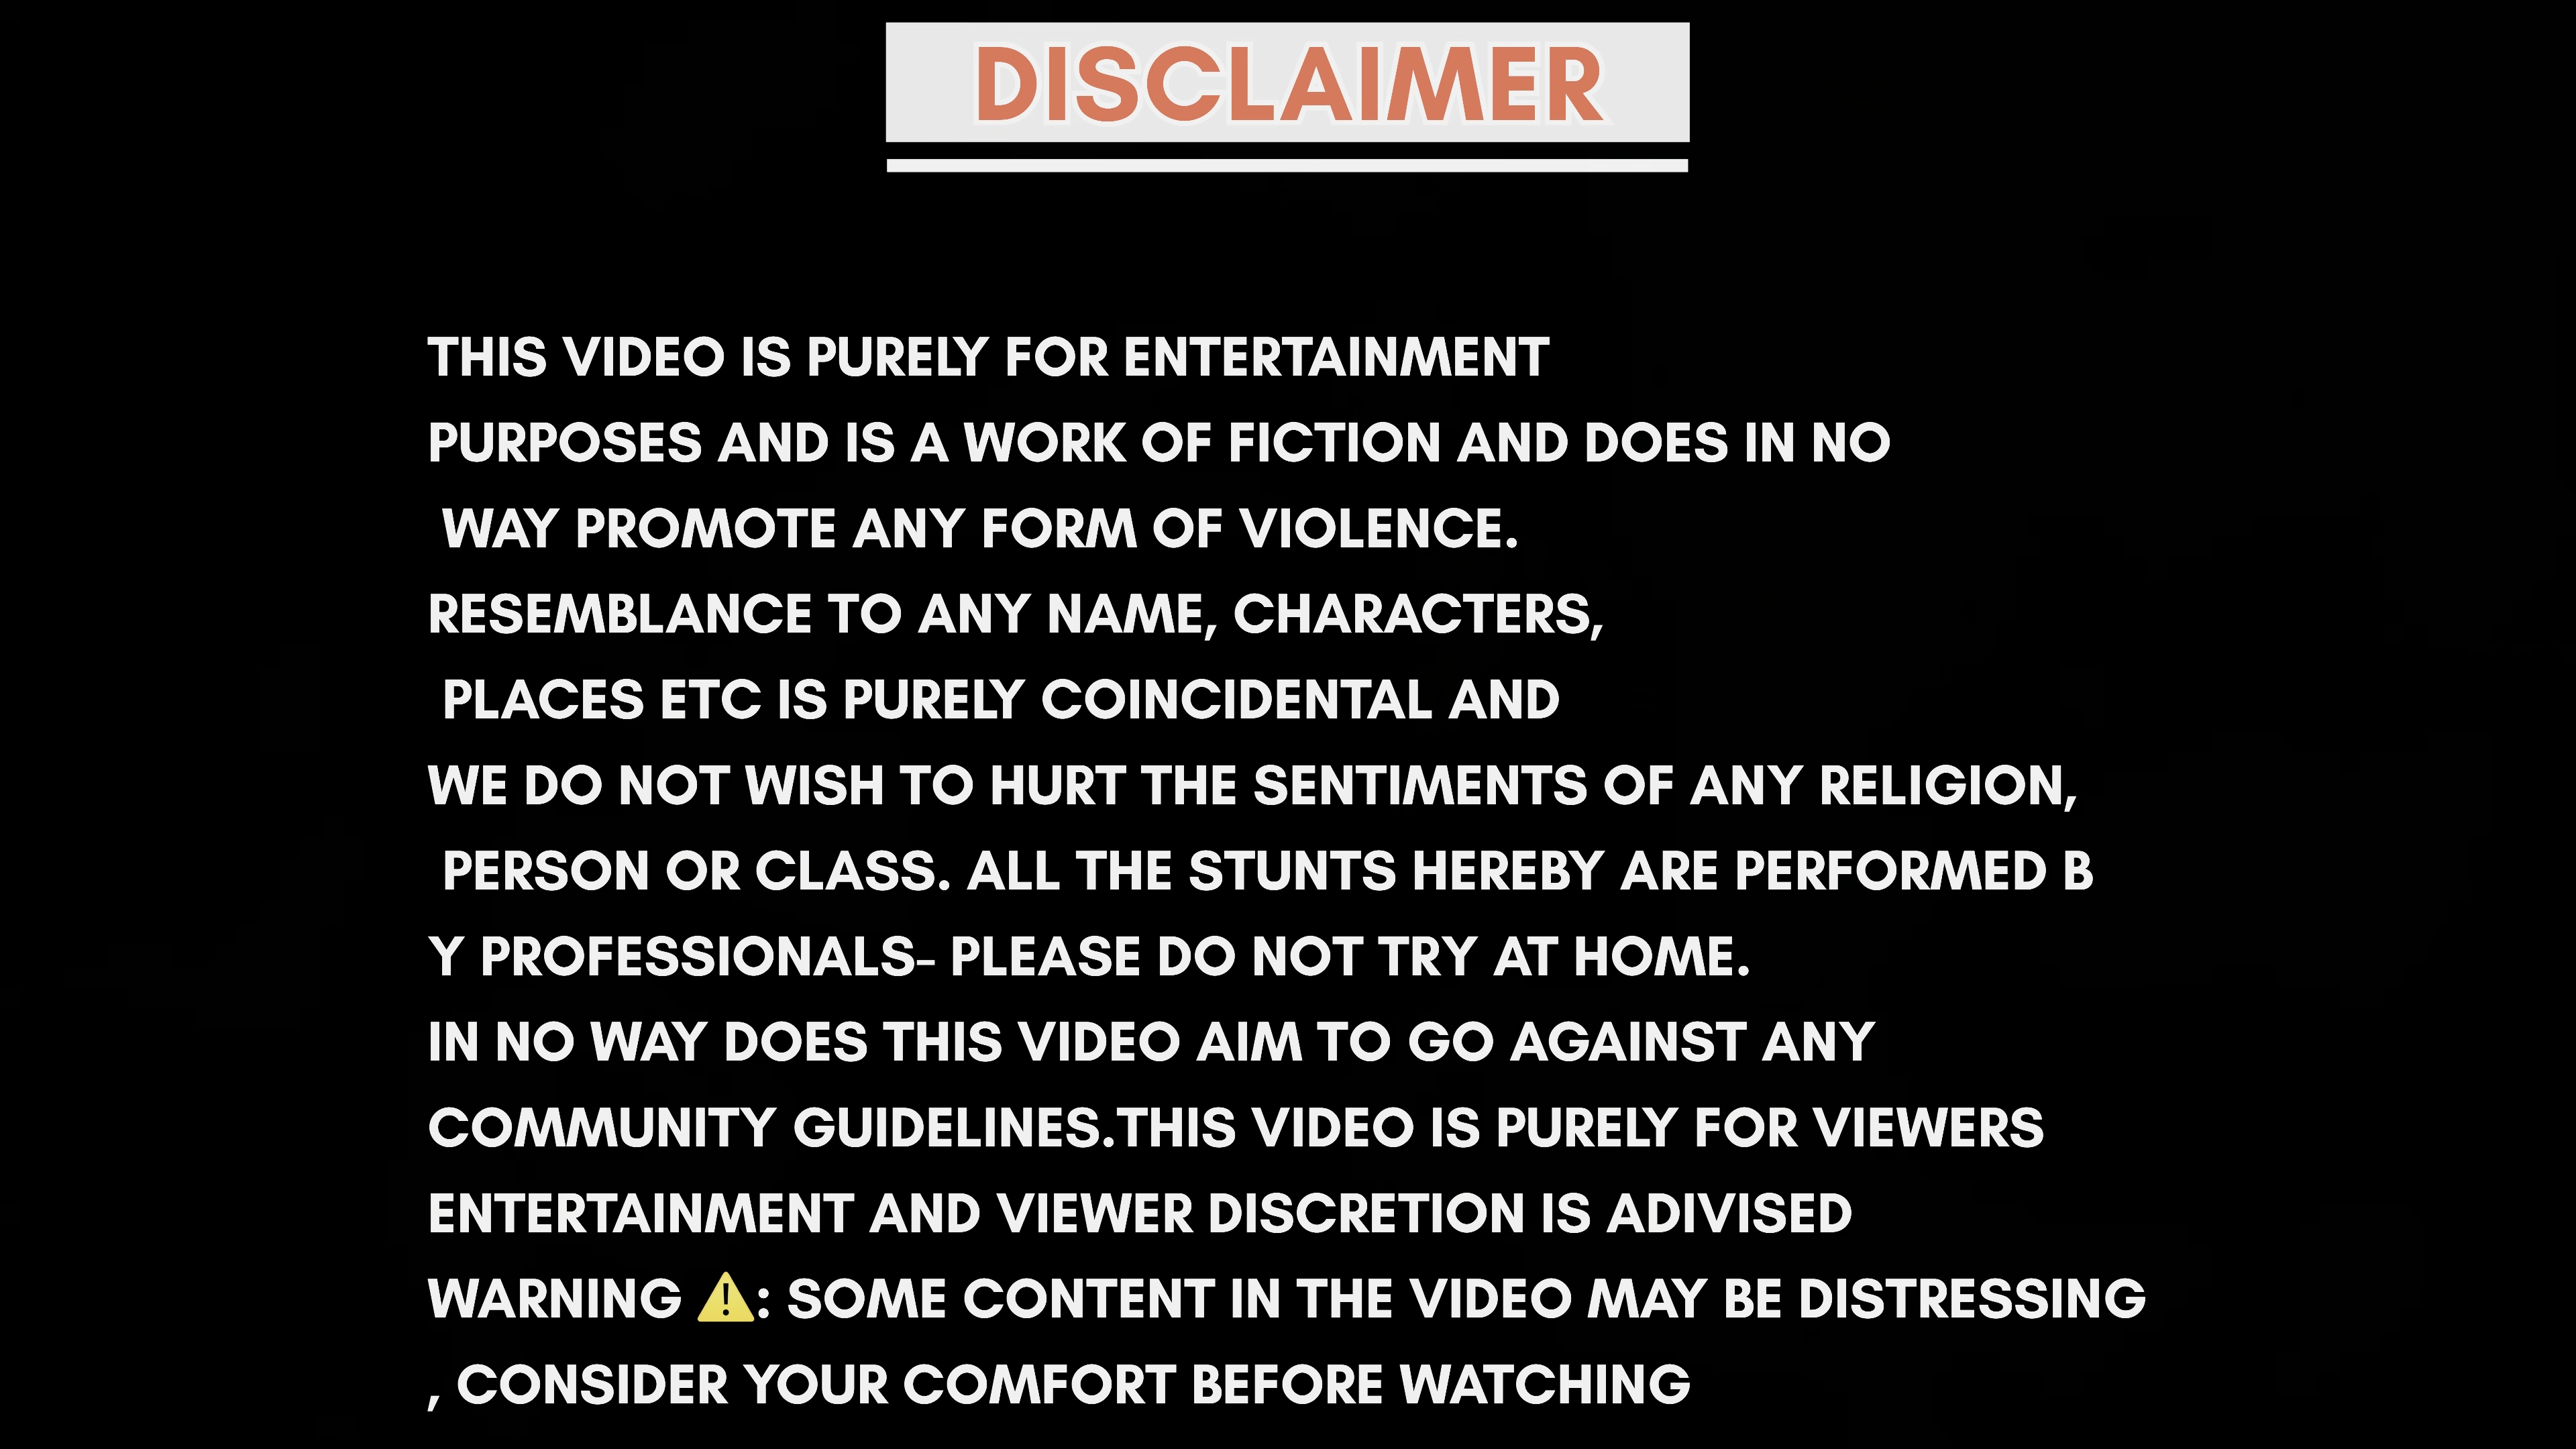 DISCLAIMER
THIS VIDEO IS PURELY FOR ENTERTAINMENT
PURPOSES AND IS A WORK OF FICTION AND DOES IN NO
WAY PROMOTE ANY FORM OF VIOLENCE.
RESEMBLANCE TO ANY NAME, CHARACTERS,
PLACES ETC IS PURELY COINCIDENTAL AND
WE DO NOT WISH TO HURT THE SENTIMENTS OF ANY RELIGION,
PERSON OR CLASS. ALL THE STUNTS HEREBY ARE PERFORMED B
Y PROFESSIONALS- PLEASE DO NOT TRY AT HOME.
IN NO WAY DOES THIS VIDEO AIM TO GO AGAINST ANY
COMMUNITY GUIDELINES.THIS VIDEO IS PURELY FOR VIEWERS
ENTERTAINMENT AND VIEWER DISCRETION IS ADIVISED
WARNING ⚠️: SOME CONTENT IN THE VIDEO MAY BE DISTRESSING
, CONSIDER YOUR COMFORT BEFORE WATCHING